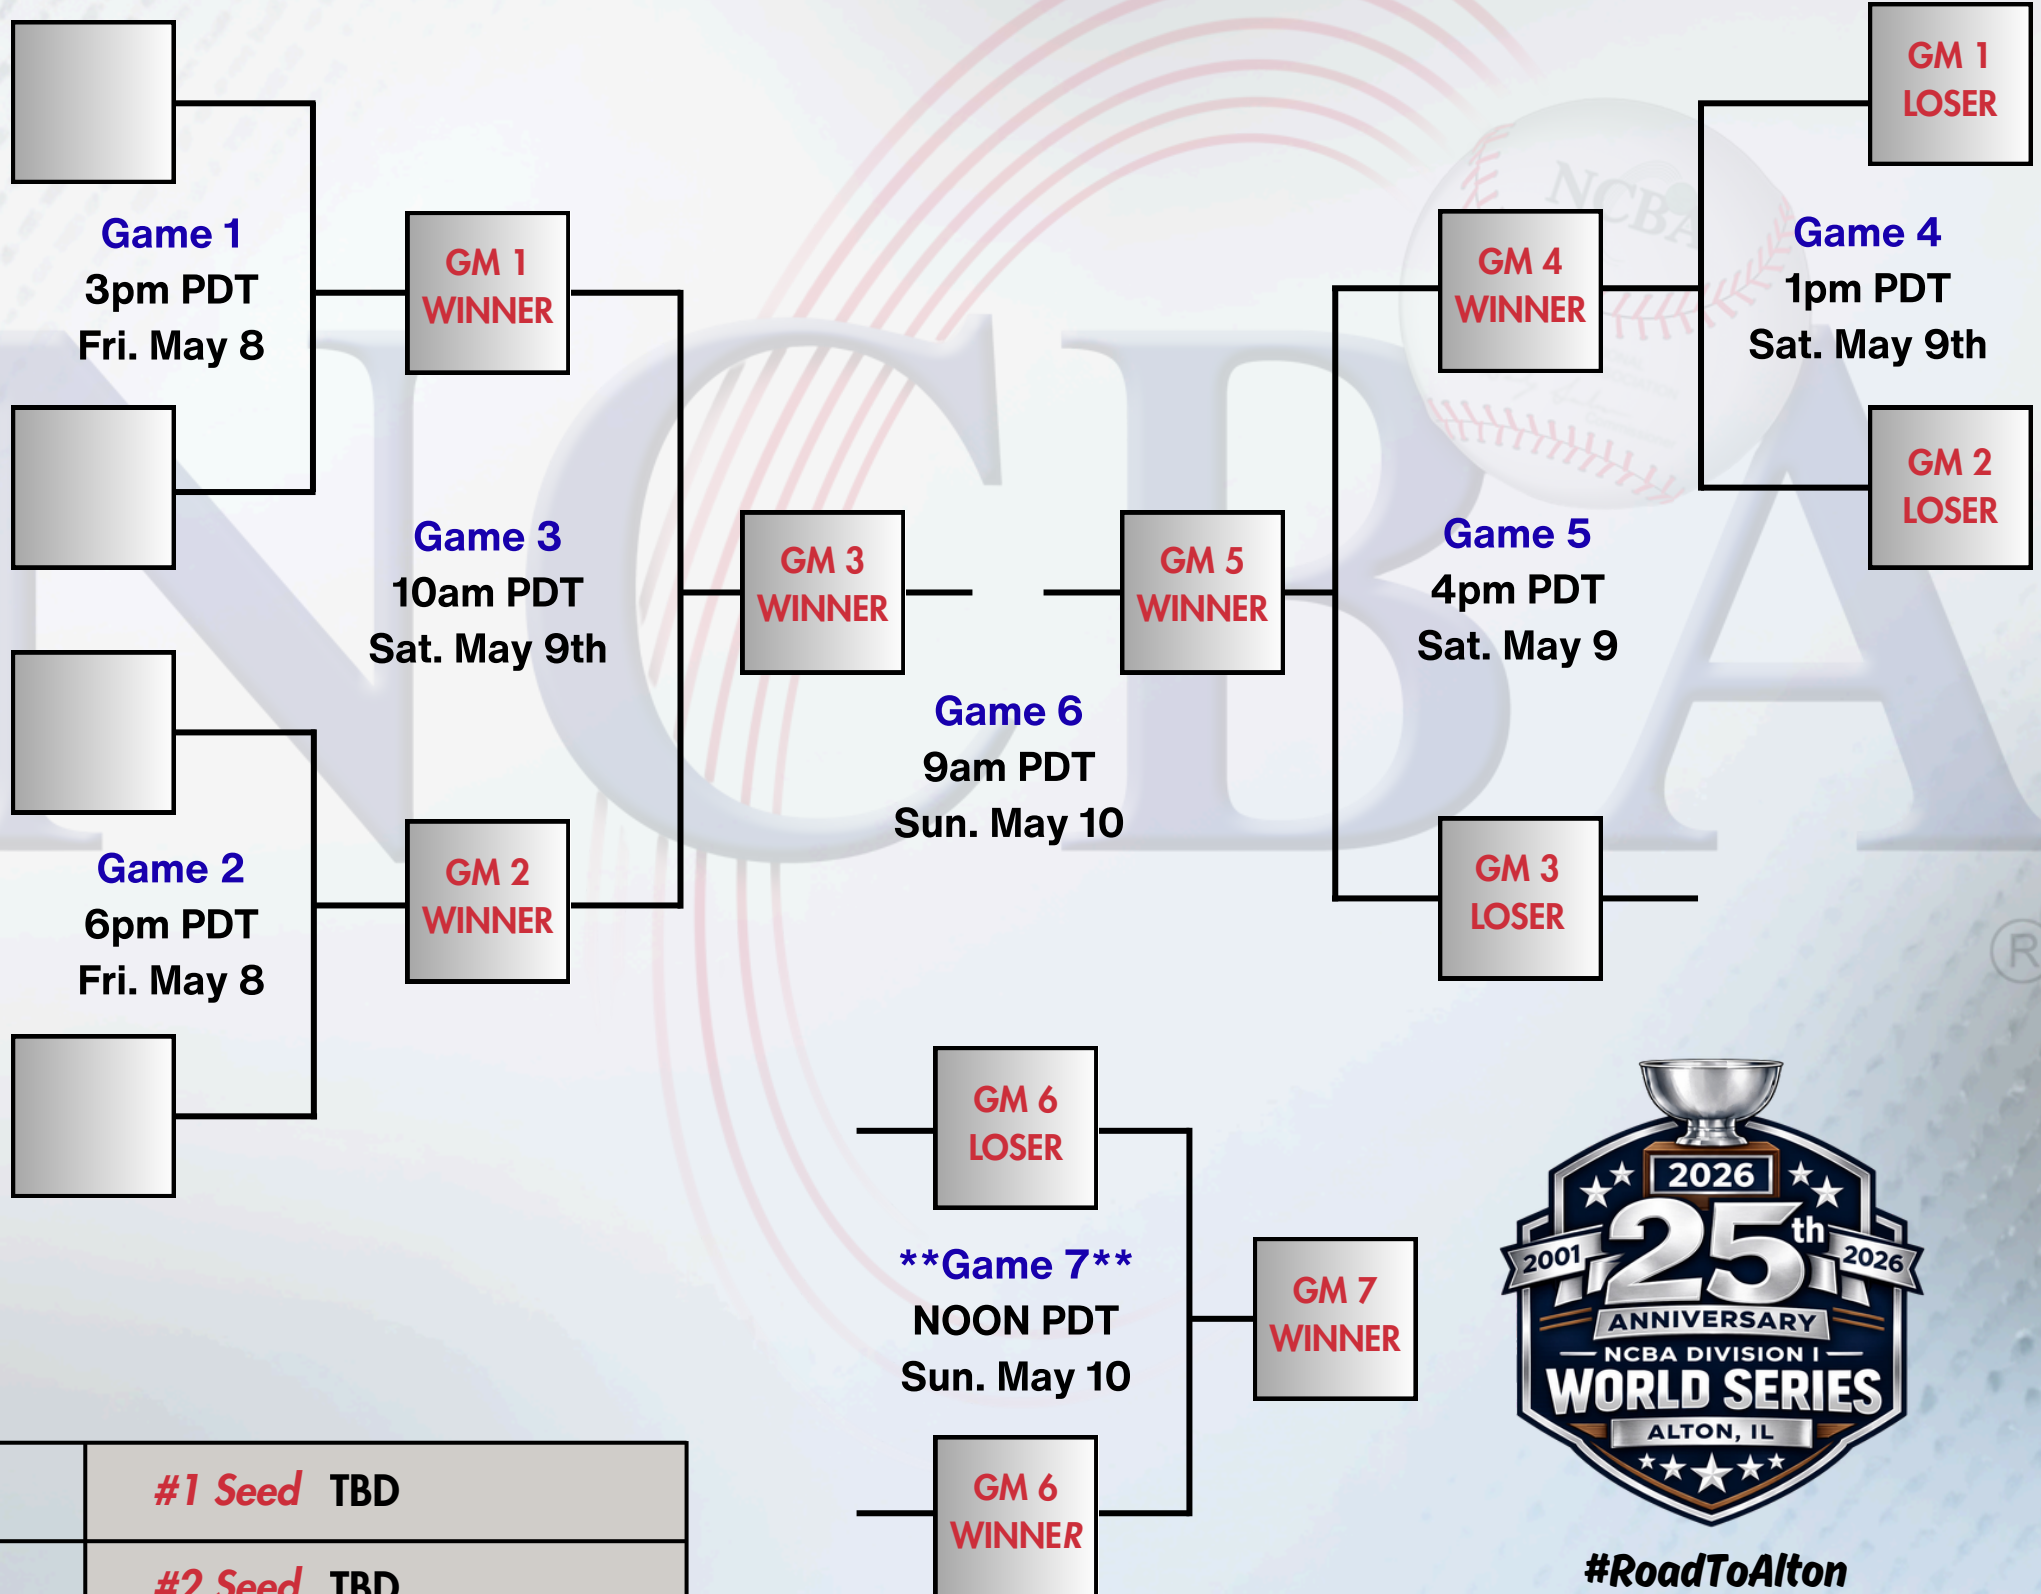 GM 1
LOSER
Game 1
3pm PDT
Fri. May 8
GM 1
WINNER
GM 4
WINNER
Game 4
1pm PDT
Sat. May 9th
GM 2
LOSER
Game 3
10am PDT
Sat. May 9th
GM 3
WINNER
GM 5
WINNER
Game 5
4pm PDT
Sat. May 9
Game 6
9am PDT
Sun. May 10
Game 2
6pm PDT
Fri. May 8
GM 2
WINNER
GM 3
LOSER
NCBA
NCBA
®
GM 6
LOSER
**Game 7**
NOON PDT
Sun. May 10
GM 7
WINNER
GM 6
WINNER
#1 Seed TBD
#2 Seed TBD
2026
25th
2001
2026
ANNIVERSARY
NCBA DIVISION I
WORLD SERIES
ALTON, IL
#RoadToAlton